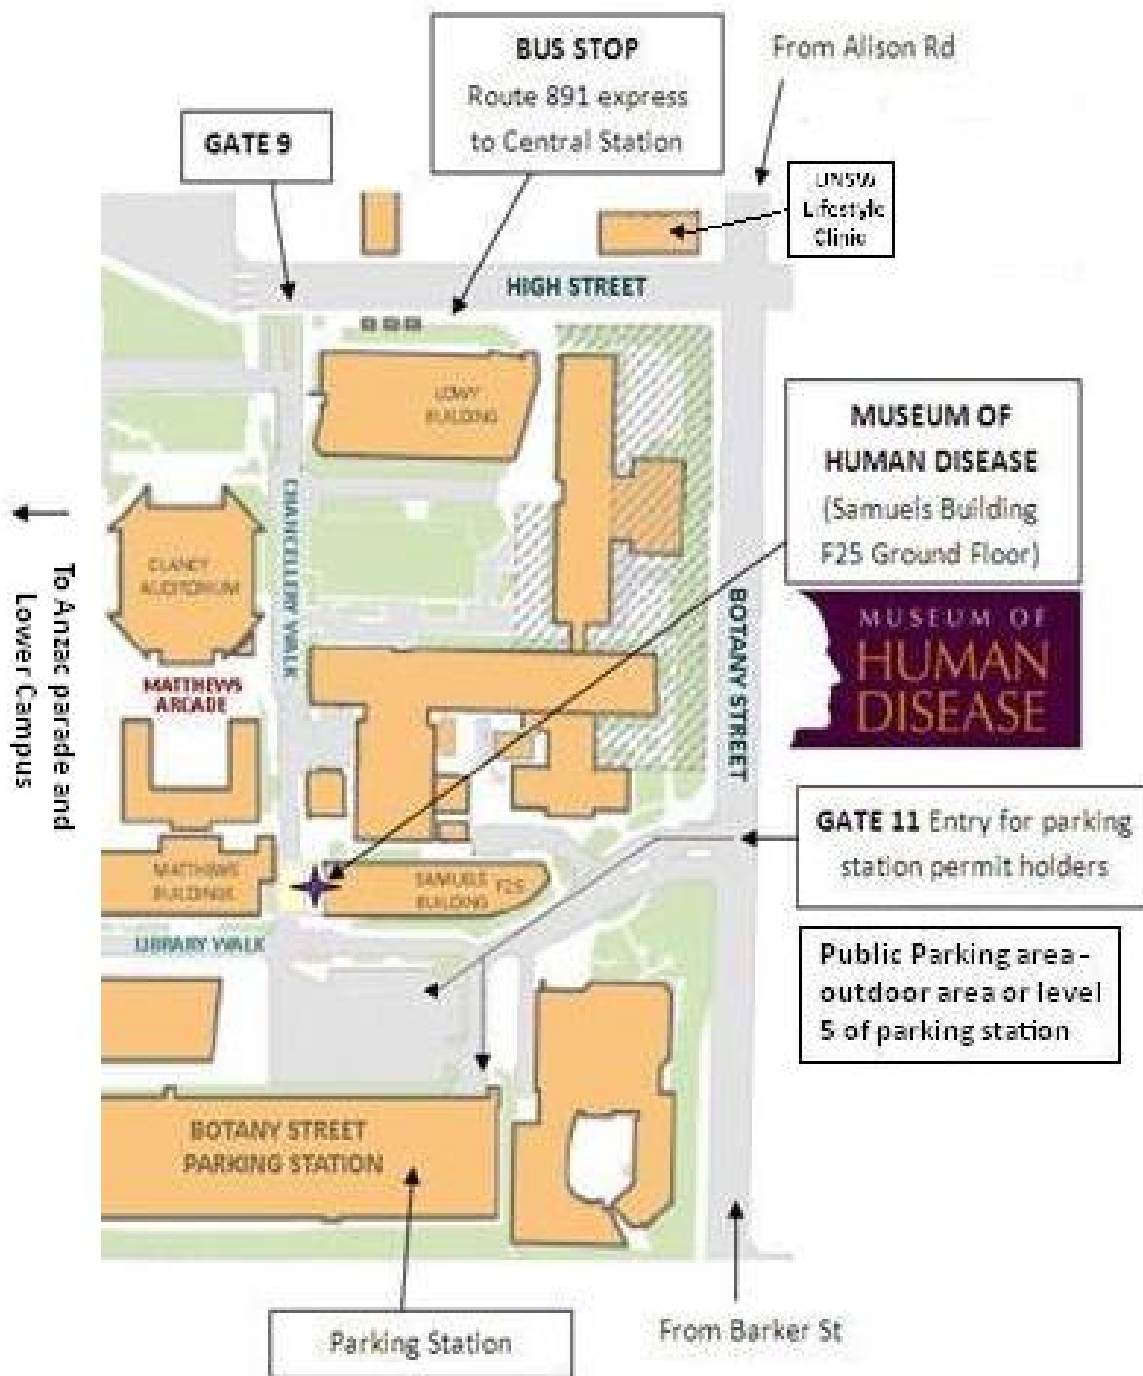 BUS STOP
Route 891 express
to Central Station
From Alison Rd
GATE 9
UNSW
Lifestyle
Clinic
HIGH STREET
LOWY
BUILDING
MUSEUM OF
HUMAN DISEASE
(Samuels Building
F25 Ground Floor)
CHANCELLERY WALK
CLANCY
AUDITORIUM
To Anzac parade and
Lower Campus
BOTANY STREET
MUSEUM OF
HUMAN
DISEASE
MATTHEWS
ARCADE
GATE 11 Entry for parking
station permit holders
MATTHEWS
BUILDINGS
SAMUELS F25
BUILDING
LIBRARY WALK
Public Parking area -
outdoor area or level
5 of parking station
BOTANY STREET
PARKING STATION
Parking Station
From Barker St